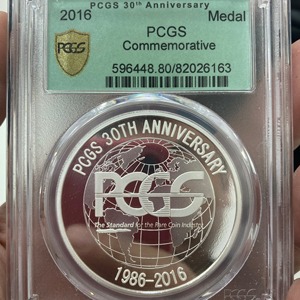 PCGS 30th Anniversary
2016
Medal
PCGS
PCGS
Commemorative
596448.80/82026163
PCGS 30TH ANNIVERSARY
PCGS
The Standard for the Rare Coin Industry
1986-2016